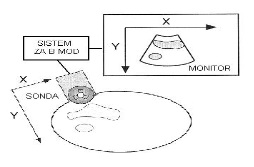 X
SISTEM
ZA B MOD
Y
MONITOR
X
SONDA
Y